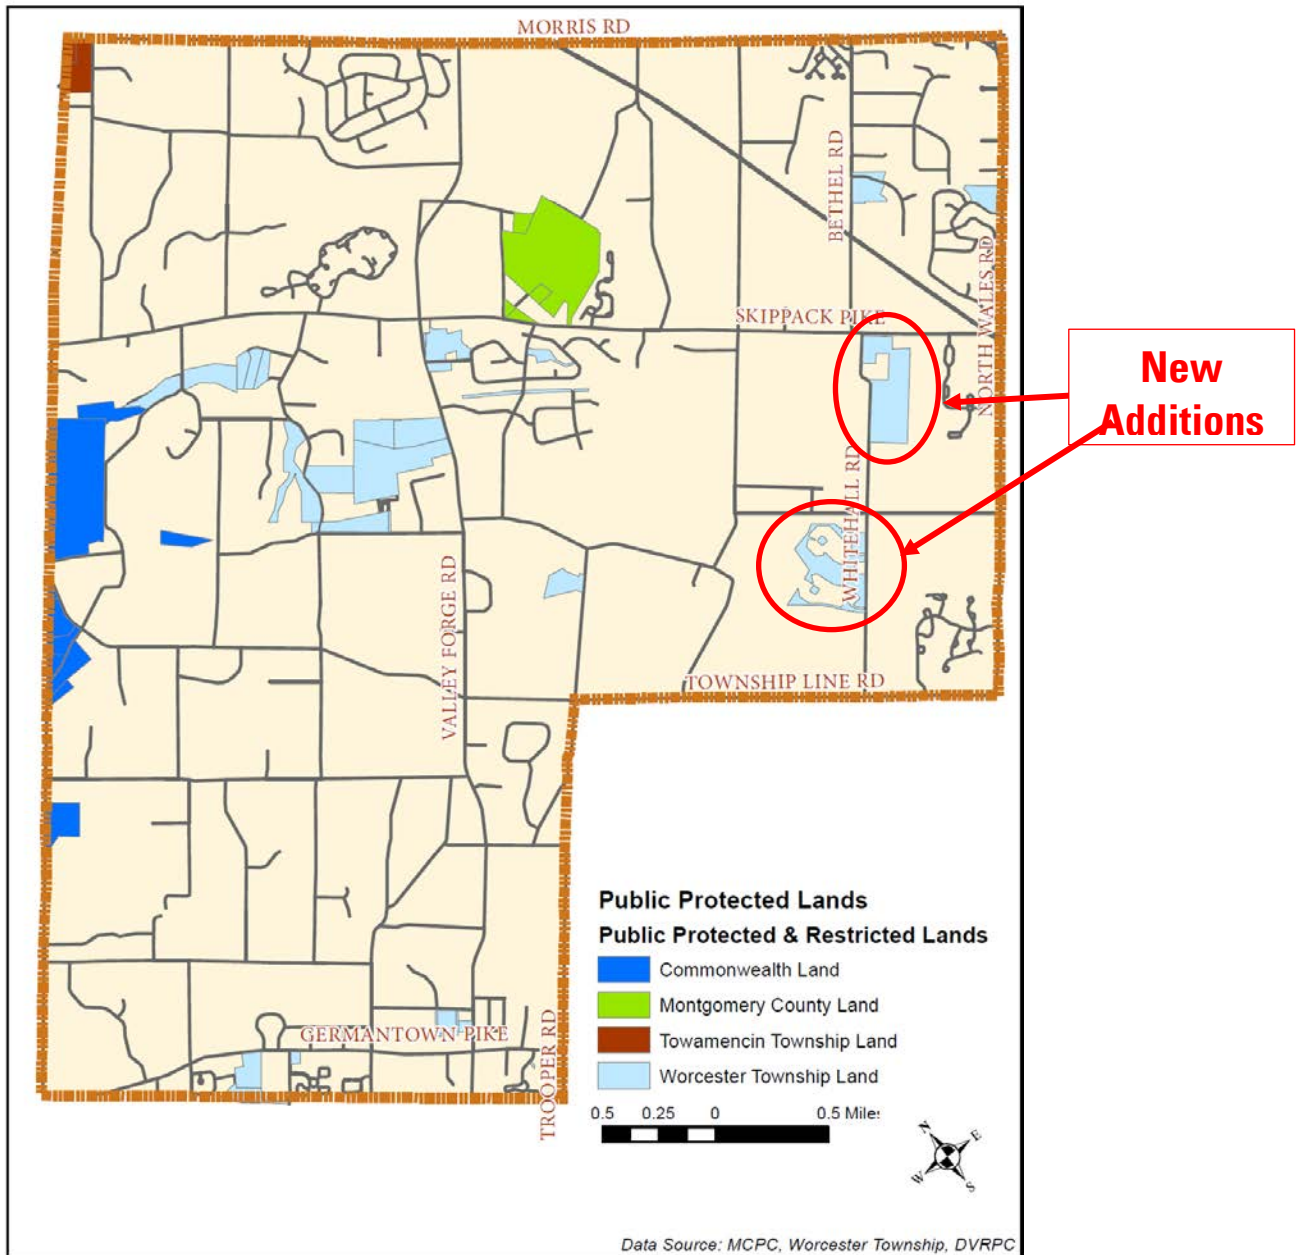 MORRIS RD
BETHEL RD
NORTH WALES RD
SKIPPACK PIKE
New
Additions
WHITEHALL RD
VALLEY FORGE RD
TOWNSHIP LINE RD
Public Protected Lands
Public Protected & Restricted Lands
Commonwealth Land
Montgomery County Land
Towamencin Township Land
Worcester Township Land
GERMANTOWN PIKE
TROOPER RD
0.5 0.25 0 0.5 Miles
N
E
W
S
Data Source: MCPC, Worcester Township, DVRPC